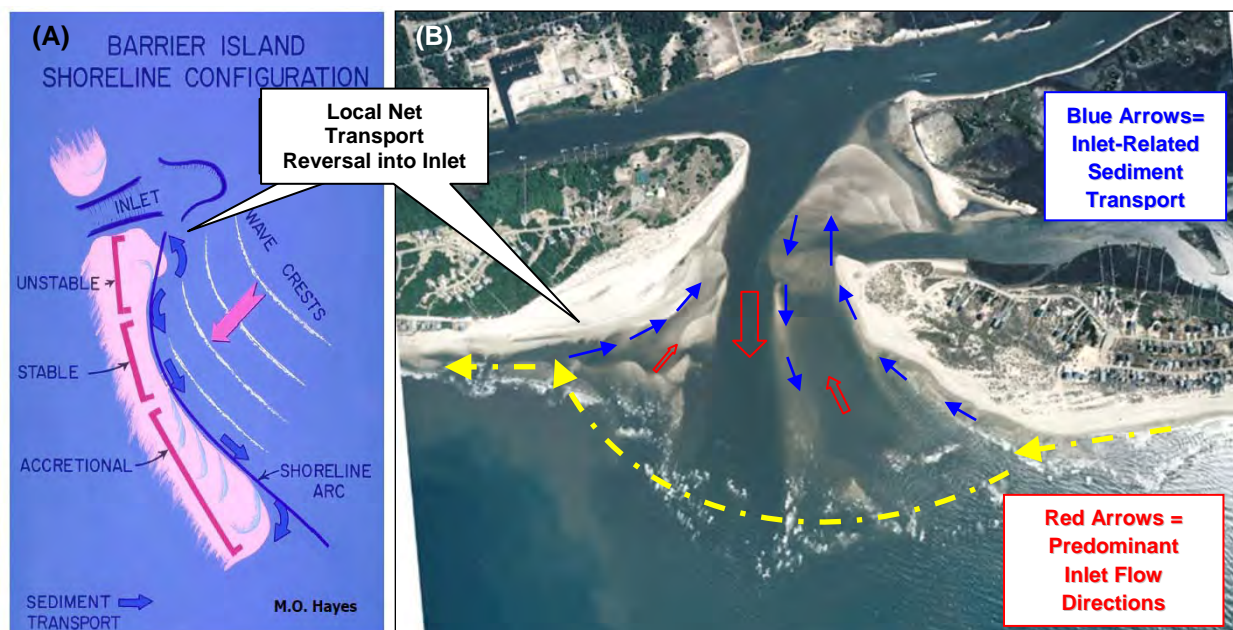 (A)
BARRIER ISLAND
SHORELINE CONFIGURATION
Local Net
Transport
Reversal into Inlet
INLET
WAVE CRESTS
UNSTABLE
STABLE
ACCRETIONAL
SHORELINE
ARC
SEDIMENT
TRANSPORT
M.O. Hayes
(B)
Blue Arrows=
Inlet-Related
Sediment
Transport
Red Arrows =
Predominant
Inlet Flow
Directions